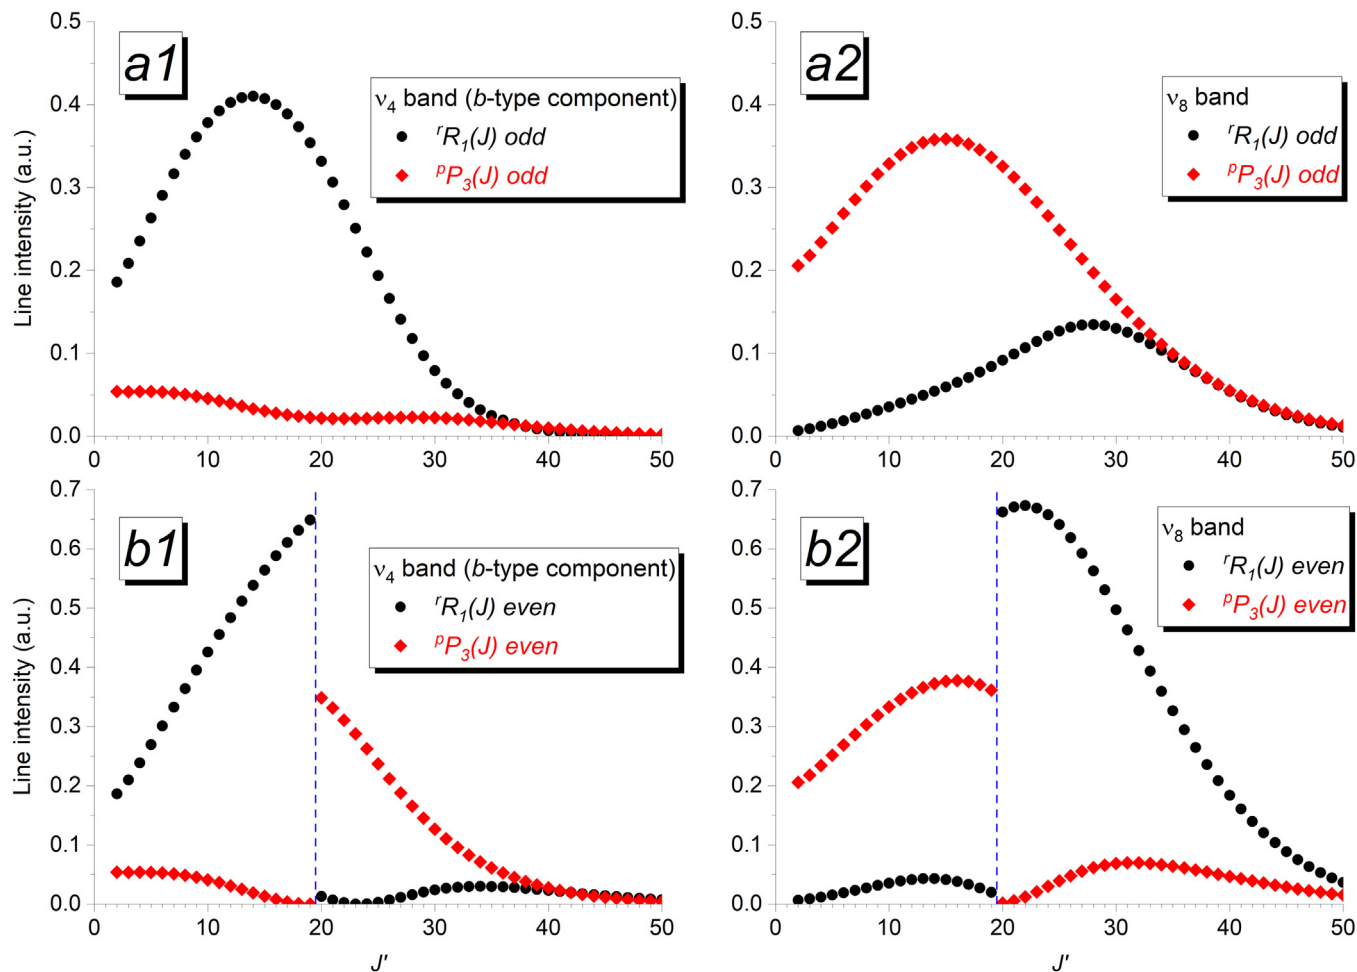 a1
ν4 band (b-type component)
rR1(J) odd
pP3(J) odd
Line intensity (a.u.)
0.5
0.4
0.3
0.2
0.1
0.0
0 10 20 30 40 50
a2
ν8 band
rR1(J) odd
pP3(J) odd
Line intensity (a.u.)
0.5
0.4
0.3
0.2
0.1
0.0
0 10 20 30 40 50
b1
ν4 band (b-type component)
rR1(J) even
pP3(J) even
Line intensity (a.u.)
0.7
0.6
0.5
0.4
0.3
0.2
0.1
0.0
0 10 20 30 40 50
J'
b2
ν8 band
rR1(J) even
pP3(J) even
Line intensity (a.u.)
0.7
0.6
0.5
0.4
0.3
0.2
0.1
0.0
0 10 20 30 40 50
J'